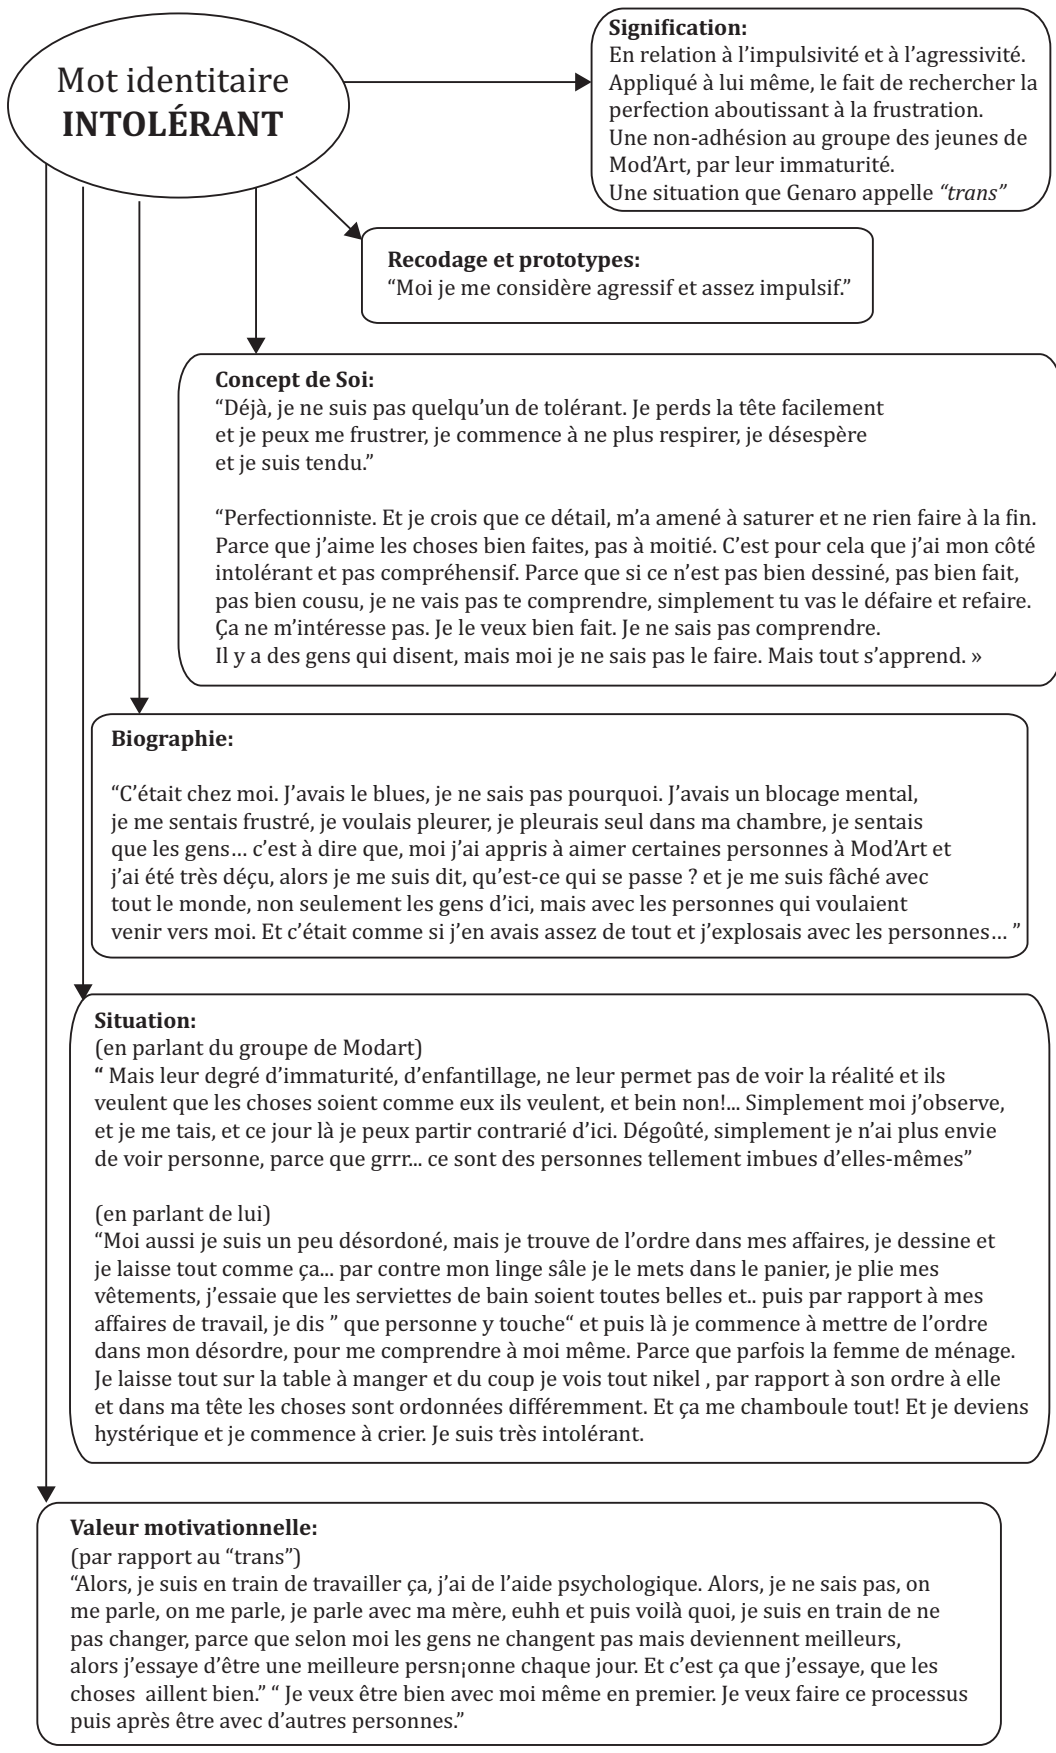 Mot identitaire
INTOLÉRANT
Signification:
En relation à l’impulsivité et à l’agressivité.
Appliqué à lui même, le fait de rechercher la
perfection aboutissant à la frustration.
Une non-adhésion au groupe des jeunes de
Mod’Art, par leur immaturité.
Une situation que Genaro appelle “trans”
Recodage et prototypes:
“Moi je me considère agressif et assez impulsif.”
Concept de Soi:
“Déjà, je ne suis pas quelqu’un de tolérant. Je perds la tête facilement
et je peux me frustrer, je commence à ne plus respirer, je désespère
et je suis tendu.”
“Perfectionniste. Et je crois que ce détail, m’a amené à saturer et ne rien faire à la fin.
Parce que j’aime les choses bien faites, pas à moitié. C’est pour cela que j’ai mon côté
intolérant et pas compréhensif. Parce que si ce n’est pas bien dessiné, pas bien fait,
pas bien cousu, je ne vais pas te comprendre, simplement tu vas le défaire et refaire.
Ça ne m’intéresse pas. Je le veux bien fait. Je ne sais pas comprendre.
Il y a des gens qui disent, mais moi je ne sais pas le faire. Mais tout s’apprend. »
Biographie:
“C’était chez moi. J’avais le blues, je ne sais pas pourquoi. J’avais un blocage mental,
je me sentais frustré, je voulais pleurer, je pleurais seul dans ma chambre, je sentais
que les gens… c’est à dire que, moi j’ai appris à aimer certaines personnes à Mod’Art et
j’ai été très déçu, alors je me suis dit, qu’est-ce qui se passe ? et je me suis fâché avec
tout le monde, non seulement les gens d’ici, mais avec les personnes qui voulaient
venir vers moi. Et c’était comme si j’en avais assez de tout et j’explosais avec les personnes… ”
Situation:
(en parlant du groupe de Modart)
“ Mais leur degré d’immaturité, d’enfantillage, ne leur permet pas de voir la réalité et ils
veulent que les choses soient comme eux ils veulent, et bein non!... Simplement moi j’observe,
et je me tais, et ce jour là je peux partir contrarié d’ici. Dégoûté, simplement je n’ai plus envie
de voir personne, parce que grrr... ce sont des personnes tellement imbues d’elles-mêmes”
(en parlant de lui)
“Moi aussi je suis un peu désordoné, mais je trouve de l’ordre dans mes affaires, je dessine et
je laisse tout comme ça... par contre mon linge sâle je le mets dans le panier, je plie mes
vêtements, j’essaie que les serviettes de bain soient toutes belles et.. puis par rapport à mes
affaires de travail, je dis ” que personne y touche“ et puis là je commence à mettre de l’ordre
dans mon désordre, pour me comprendre à moi même. Parce que parfois la femme de ménage.
Je laisse tout sur la table à manger et du coup je vois tout nikel , par rapport à son ordre à elle
et dans ma tête les choses sont ordonnées différemment. Et ça me chamboule tout! Et je deviens
hystérique et je commence à crier. Je suis très intolérant.
Valeur motivationnelle:
(par rapport au “trans”)
“Alors, je suis en train de travailler ça, j’ai de l’aide psychologique. Alors, je ne sais pas, on
me parle, on me parle, je parle avec ma mère, euhh et puis voilà quoi, je suis en train de ne
pas changer, parce que selon moi les gens ne changent pas mais deviennent meilleurs,
alors j’essaye d’être une meilleure persn¡onne chaque jour. Et c’est ça que j’essaye, que les
choses  aillent bien.” “ Je veux être bien avec moi même en premier. Je veux faire ce processus
puis après être avec d’autres personnes.”